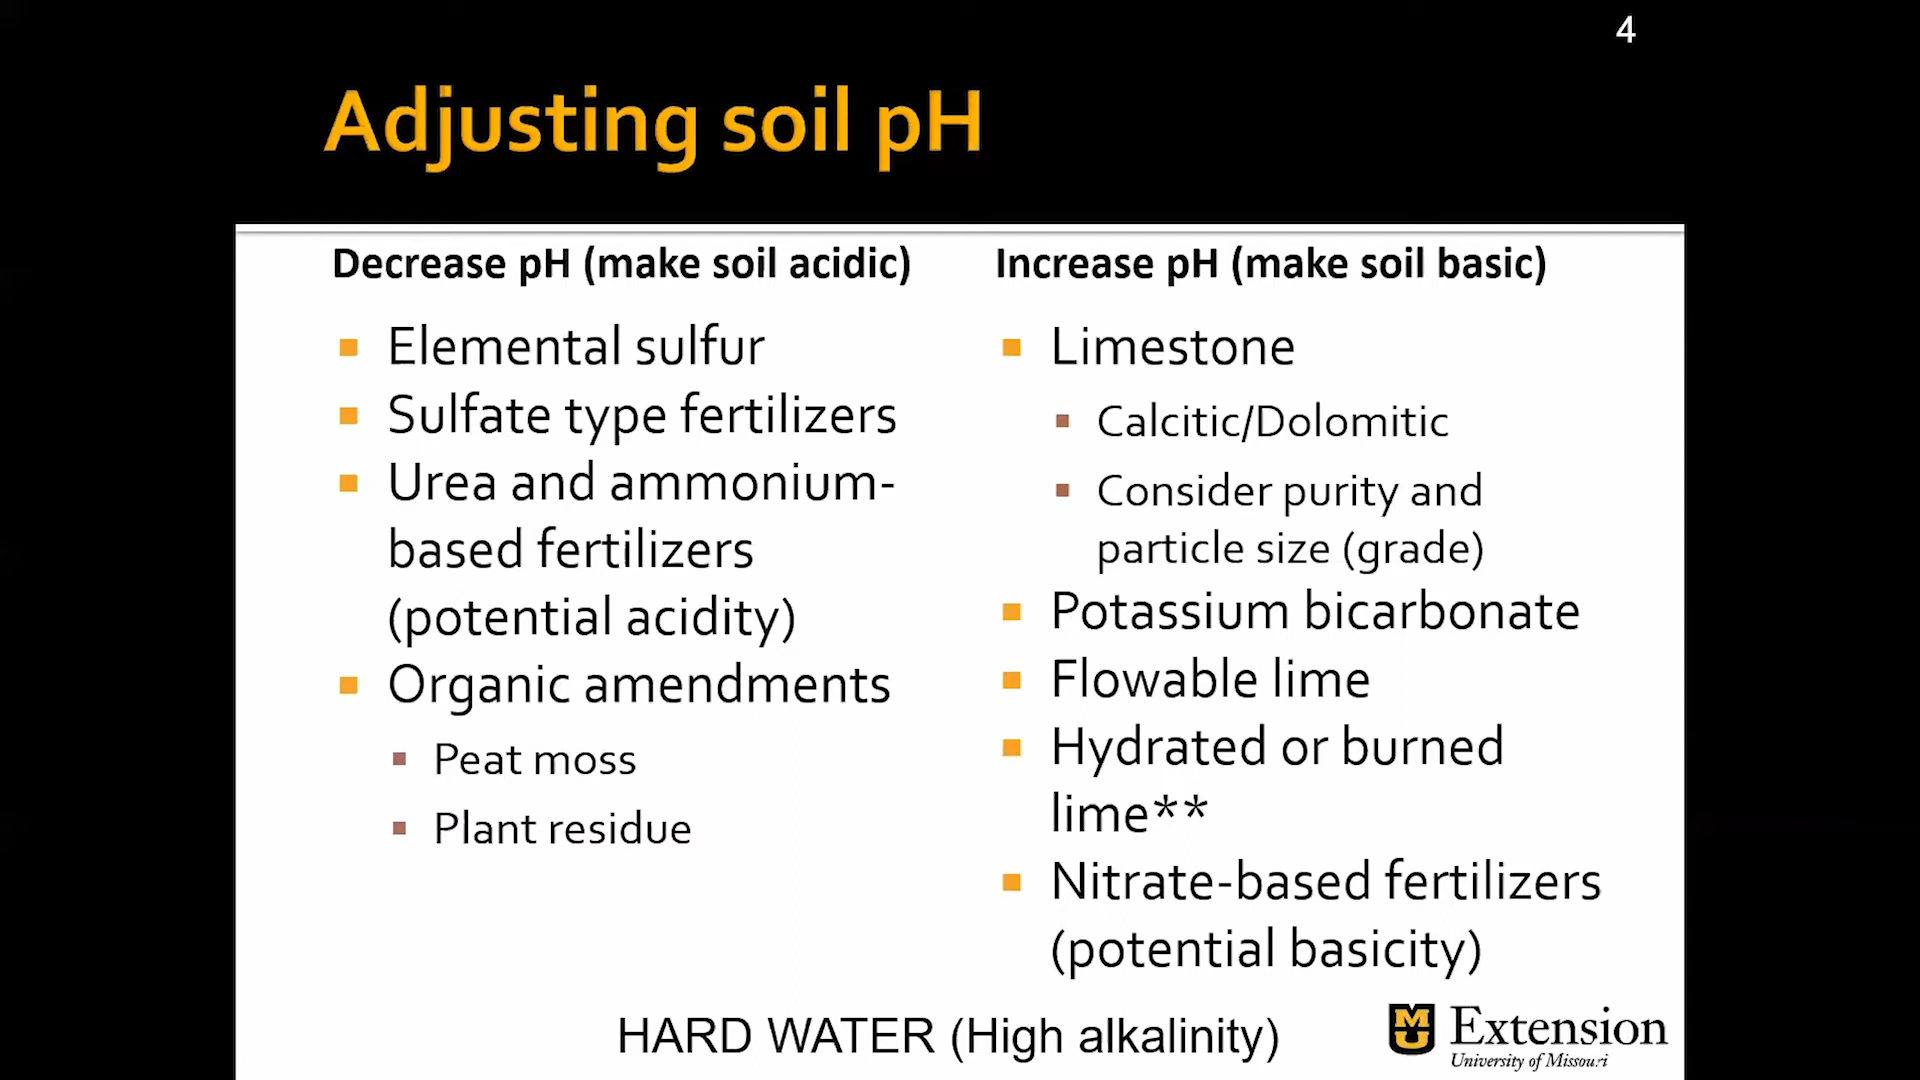 4
Adjusting soil pH
Decrease pH (make soil acidic)
Elemental sulfur
Sulfate type fertilizers
Urea and ammonium-
based fertilizers
(potential acidity)
Organic amendments
Peat moss
Plant residue
Increase pH (make soil basic)
Limestone
Calcitic/Dolomitic
Consider purity and
particle size (grade)
Potassium bicarbonate
Flowable lime
Hydrated or burned
lime**
Nitrate-based fertilizers
(potential basicity)
HARD WATER (High alkalinity)
MU Extension
University of Missouri